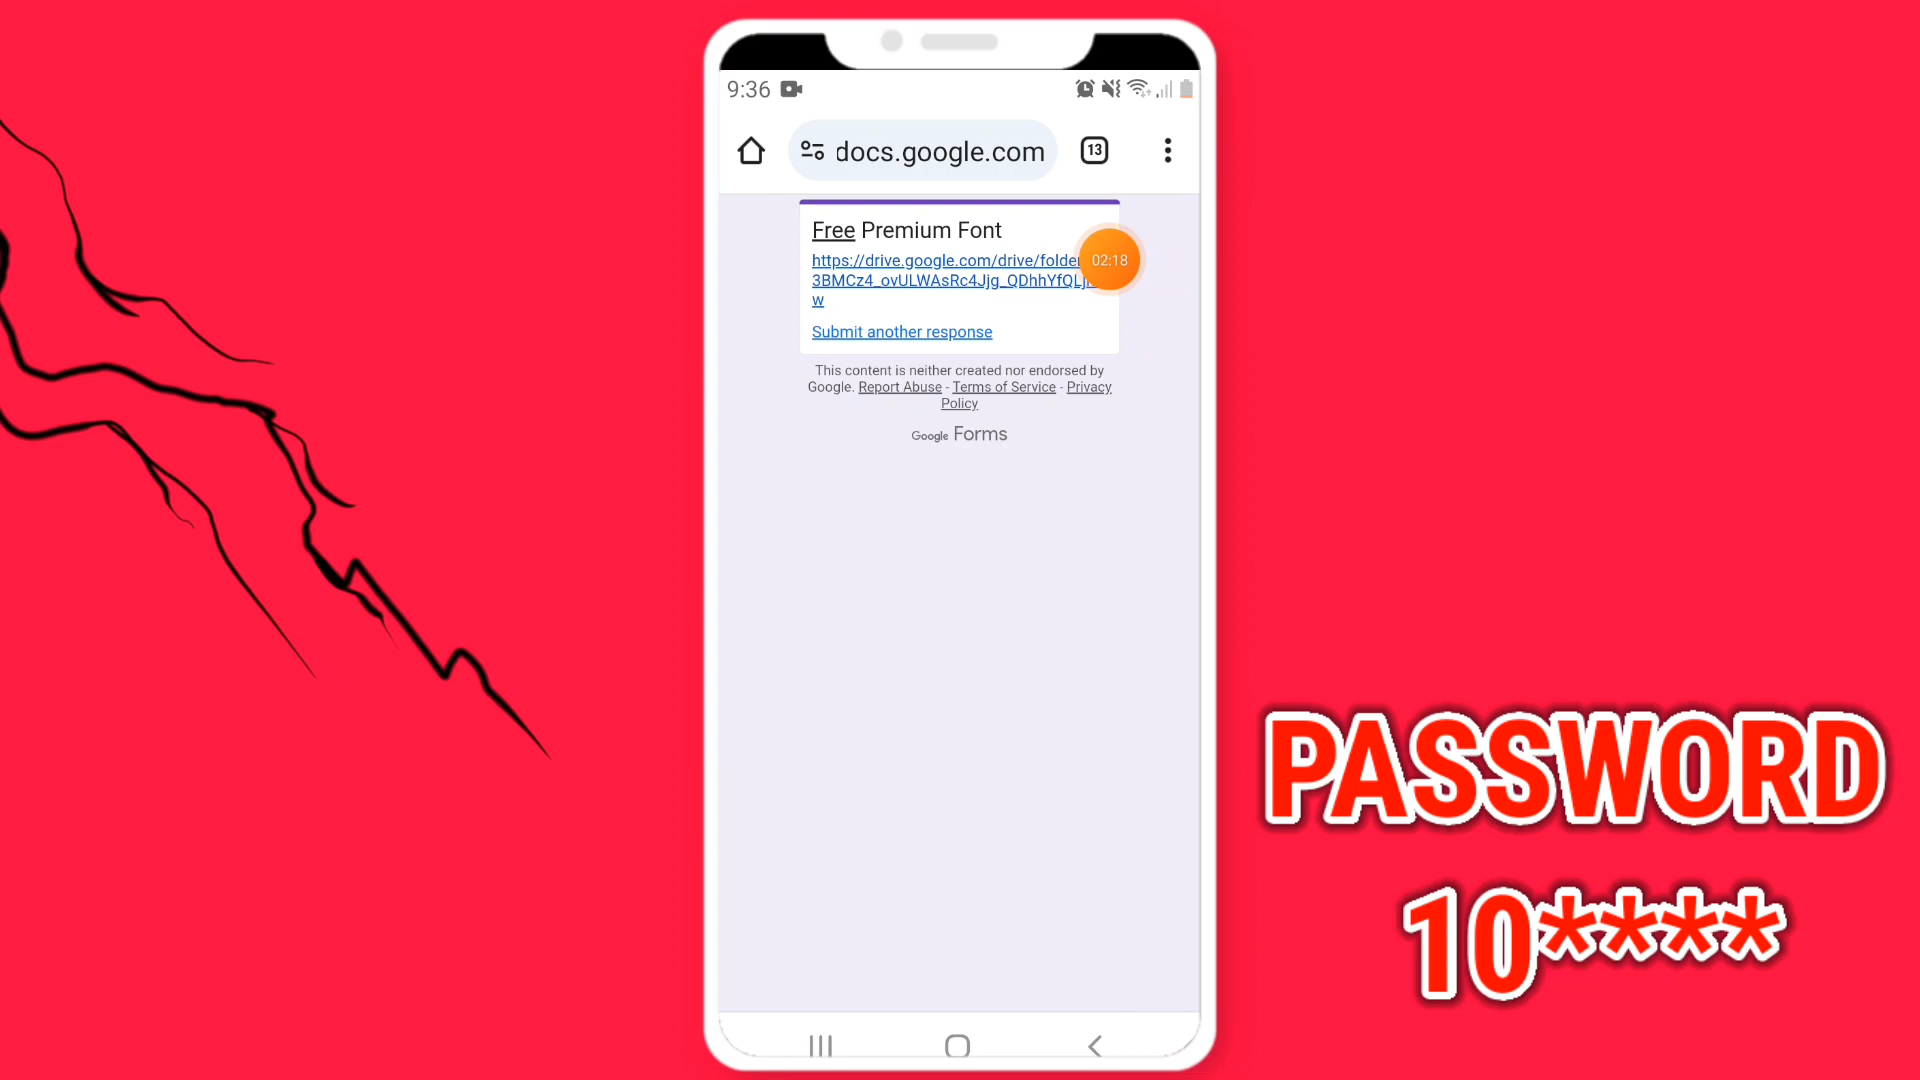 9:36
docs.google.com
13
Free Premium Font
https://drive.google.com/drive/folde
02:18
3BMCz4_ovULWAsRc4Jjg_QDhhYfQLj
w
Submit another response
This content is neither created nor endorsed by
Google. Report Abuse - Terms of Service - Privacy
Policy
Google Forms
PASSWORD
10****